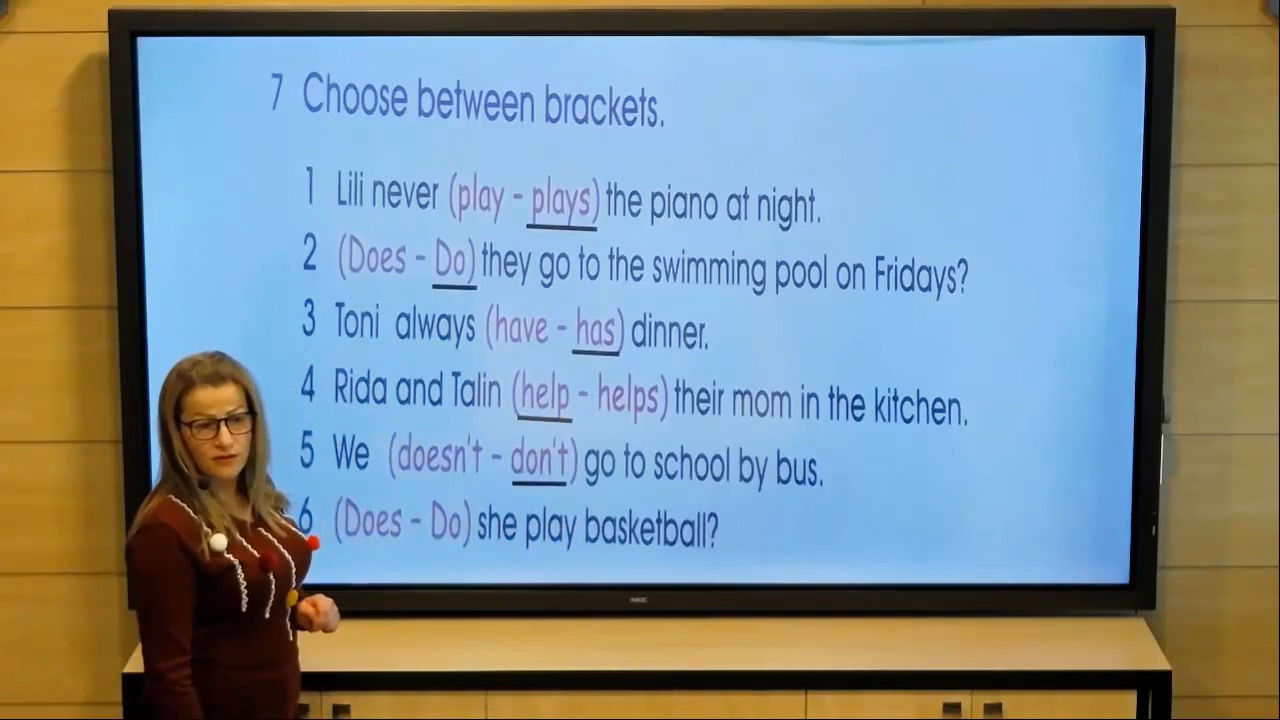 7 Choose between brackets.
1 Lili never (play - plays) the piano at night.
2 (Does - Do) they go to the swimming pool on Fridays?
3 Toni always (have - has) dinner.
4 Rida and Talin (help - helps) their mom in the kitchen.
5 We (doesn't - don't) go to school by bus.
6 (Does - Do) she play basketball?
NEC